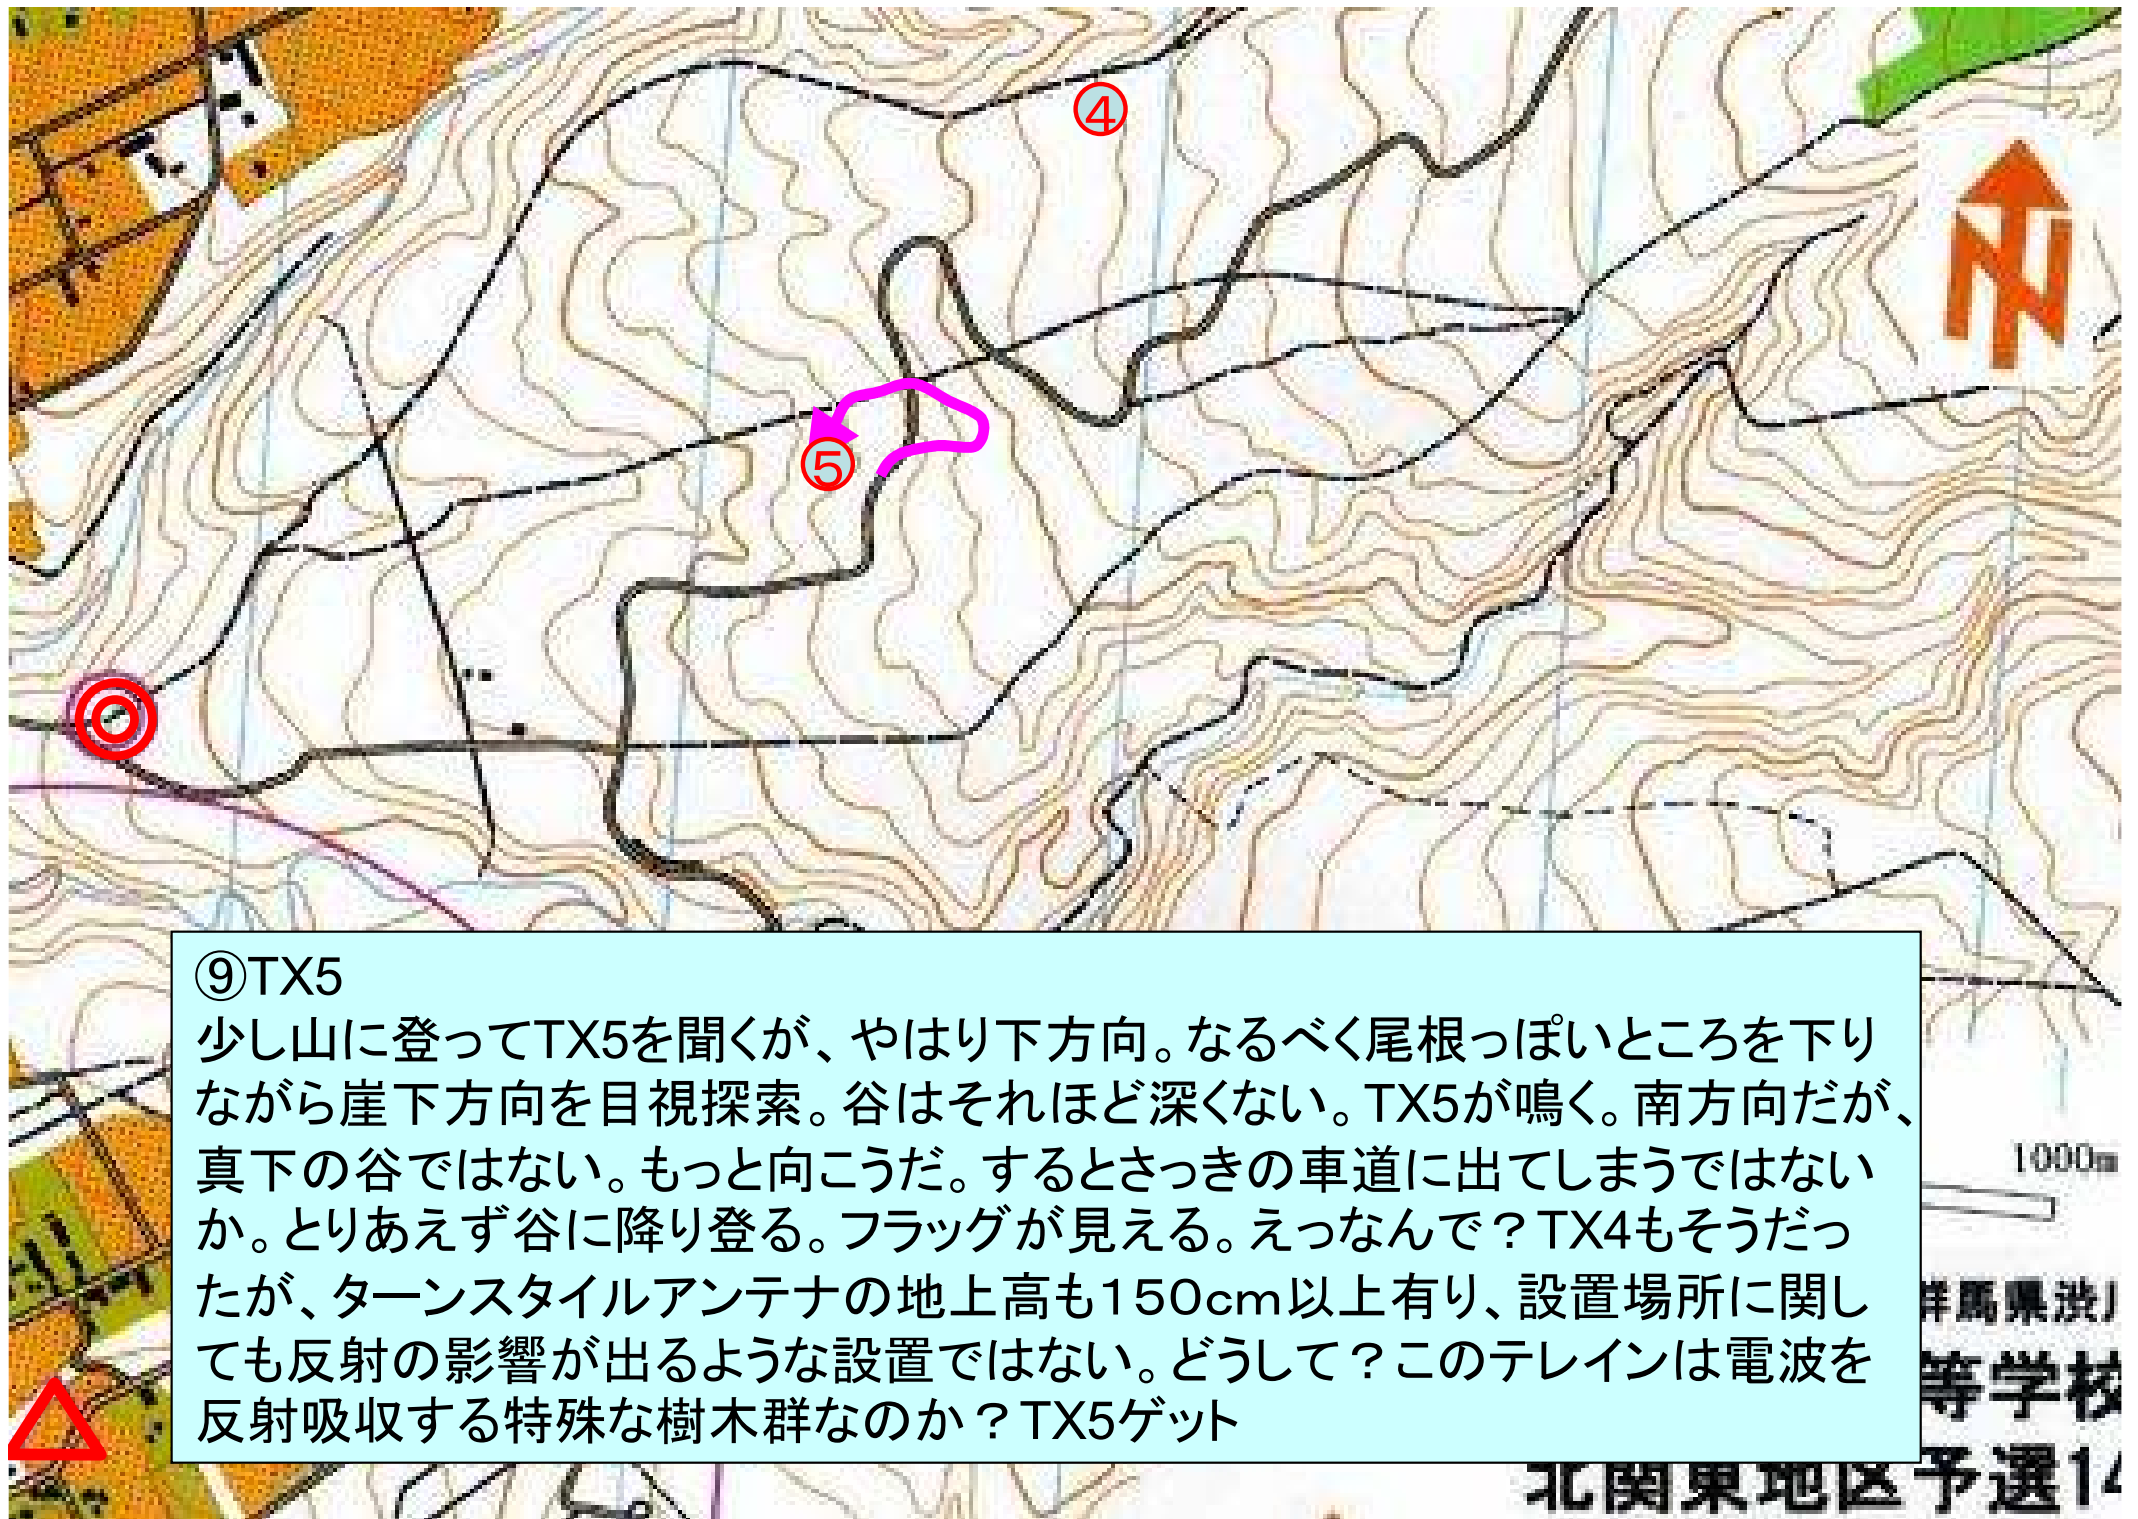 ④
N
⑤
⑨TX5
少し山に登ってTX5を聞くが、やはり下方向。なるべく尾根っぽいところを下り
ながら崖下方向を目視探索。谷はそれほど深くない。TX5が鳴く。南方向だが、
真下の谷ではない。もっと向こうだ。するとさっきの車道に出てしまうではない
か。とりあえず谷に降り登る。フラッグが見える。えっなんで？TX4もそうだっ
たが、ターンスタイルアンテナの地上高も150cm以上有り、設置場所に関し
ても反射の影響が出るような設置ではない。どうして？このテレインは電波を
反射吸収する特殊な樹木群なのか？TX5ゲット
1000m
群馬県渋川
等学校
北関東地区予選14